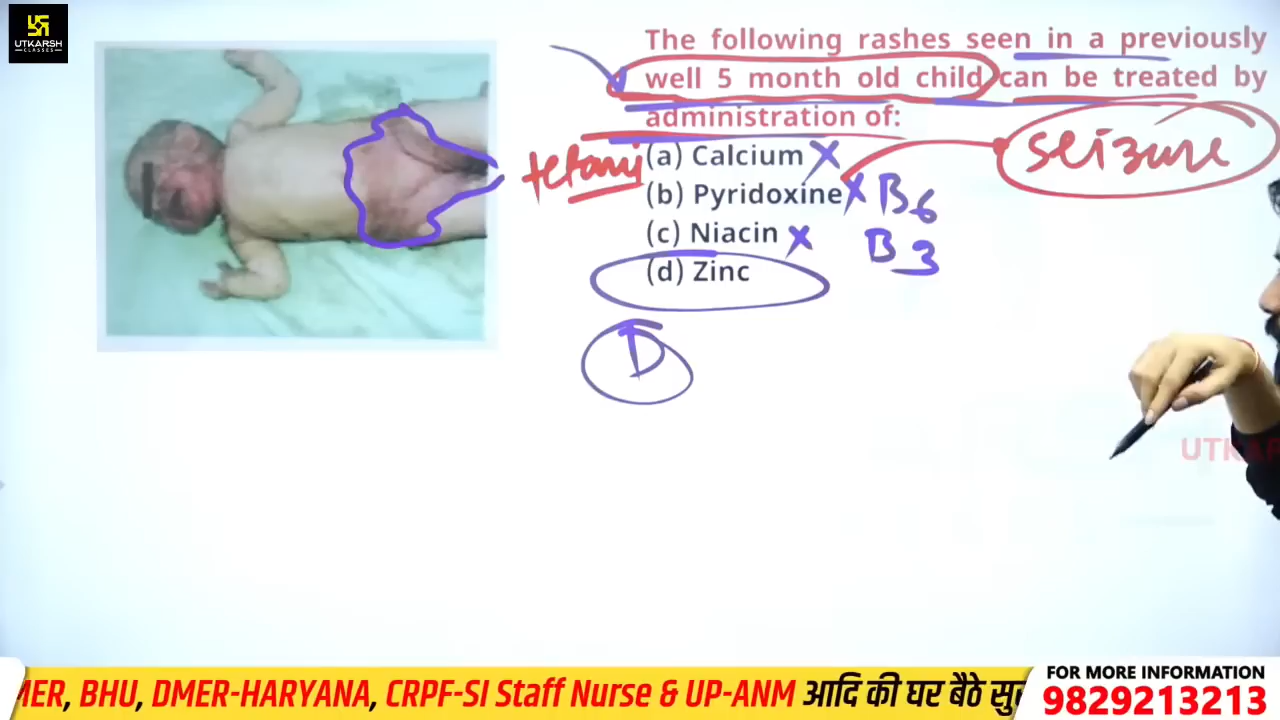 UTKARSH
CLASSES
The following rashes seen in a previously
well 5 month old child can be treated by
administration of:
seizure
tetany
(a) Calcium X
(b) Pyridoxine X B6
(c) Niacin X B3
(d) Zinc
D
UTKAR
MER, BHU, DMER-HARYANA, CRPF-SI Staff Nurse & UP-ANM आदि की घर बैठे
FOR MORE INFORMATION
9829213213